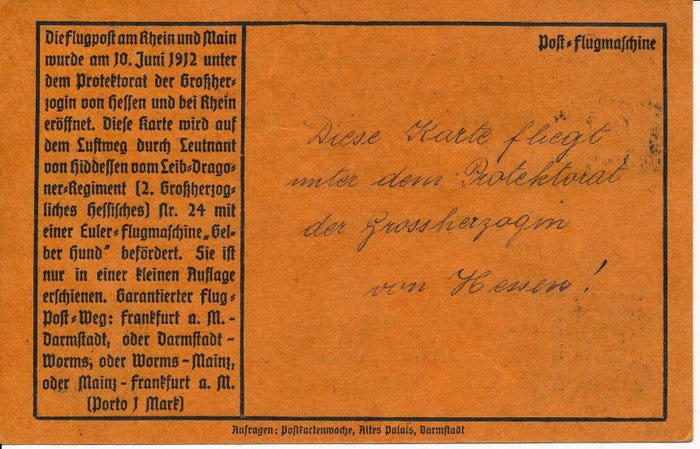 Die Flugpost am Rhein und Main
wurde am 10. Juni 1912 unter
dem Protektorat der Großher-
zogin von Hessen und bei Rhein
eröffnet. Diese Karte wird auf
dem Luftweg durch Leutnant
von Hiddessen vom Leib-Drago-
ner-Regiment (2. Großherzog-
liches Hessisches) Nr. 24 mit
einer Euler-Flugmaschine „Gel-
ber Hund“ befördert. Sie ist
nur in einer kleinen Auflage
erschienen. Garantierter Flug-
Post-Weg: Frankfurt a. M. -
Darmstadt, oder Darmstadt -
Worms, oder Worms - Mainz,
oder Mainz - Frankfurt a. M.
(Porto 1 Mark)
Post-Flugmaschine
Diese Karte fliegt
unter dem Protektorat
der Grossherzogin
von Hessen!
Anfragen: Postkartenwoche, Altes Palais, Darmstadt